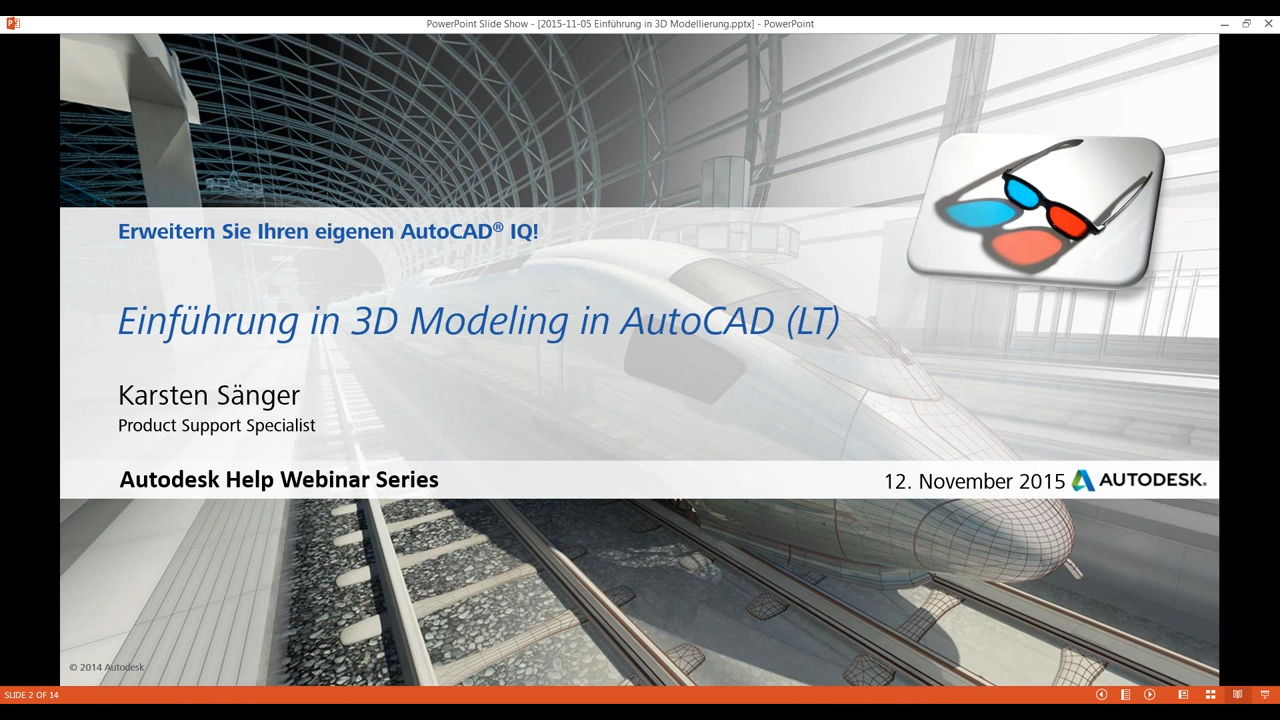 PowerPoint Slide Show - [2015-11-05 Einführung in 3D Modellierung.pptx] - PowerPoint
Erweitern Sie Ihren eigenen AutoCAD® IQ!
Einführung in 3D Modeling in AutoCAD (LT)
Karsten Sänger
Product Support Specialist
Autodesk Help Webinar Series
12. November 2015 AUTODESK®
© 2014 Autodesk
SLIDE 2 OF 14